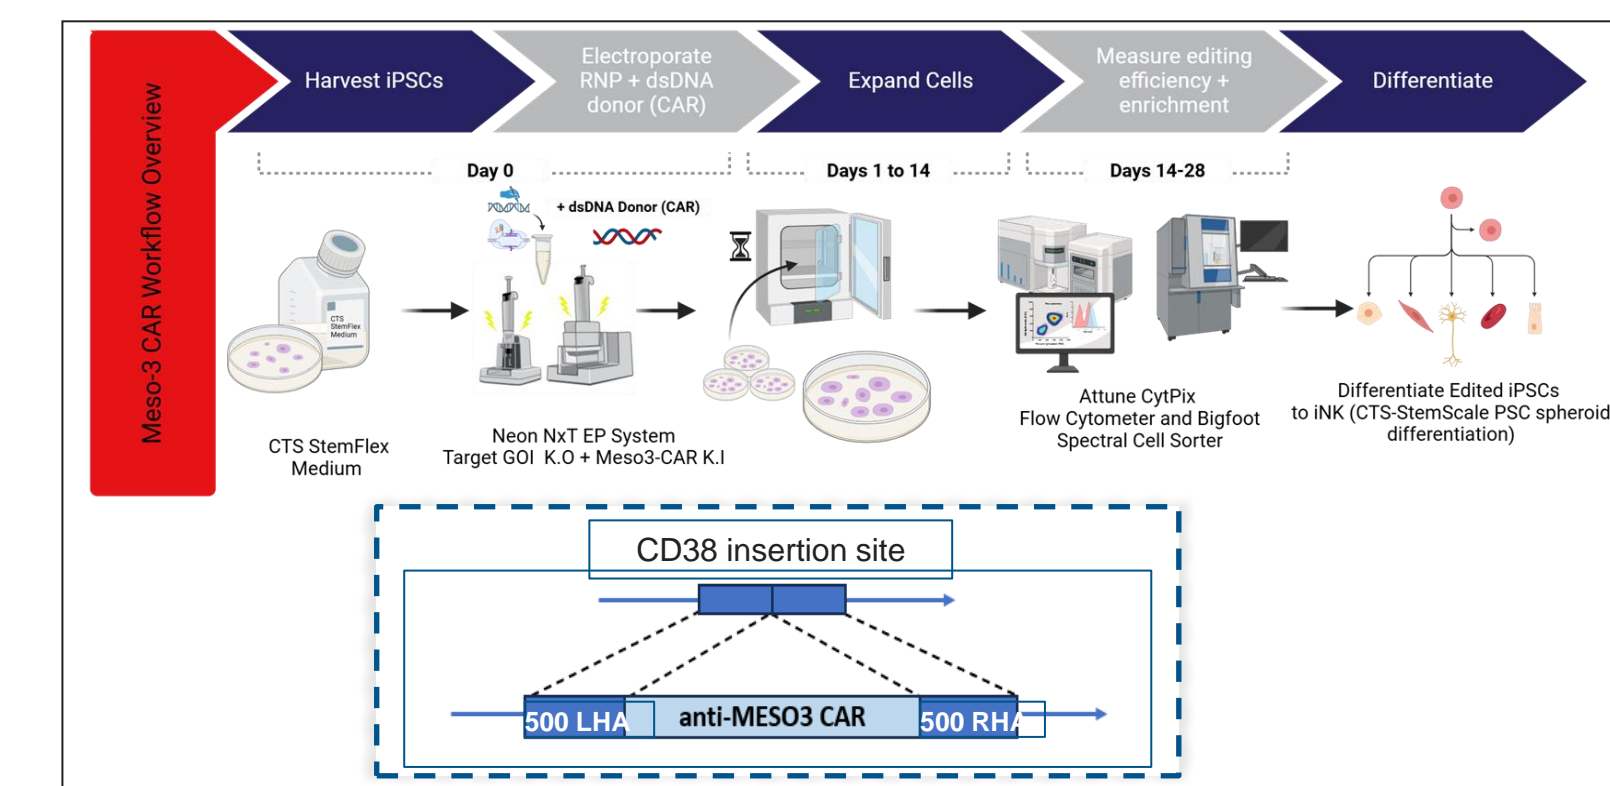 Meso-3 CAR Workflow Overview
Harvest iPSCs
Electroporate
RNP + dsDNA
donor (CAR)
Expand Cells
Measure editing
efficiency +
enrichment
Differentiate
Day 0
Days 1 to 14
Days 14-28
+ dsDNA Donor (CAR)
CTS
StemFlex
Medium
CTS StemFlex
Medium
Neon NxT EP System
Target GOI K.O + Meso3-CAR K.I
Attune CytPix
Flow Cytometer and Bigfoot
Spectral Cell Sorter
Differentiate Edited iPSCs
to iNK (CTS-StemScale PSC spheroid
differentiation)
CD38 insertion site
500 LHA
anti-MESO3 CAR
500 RHA